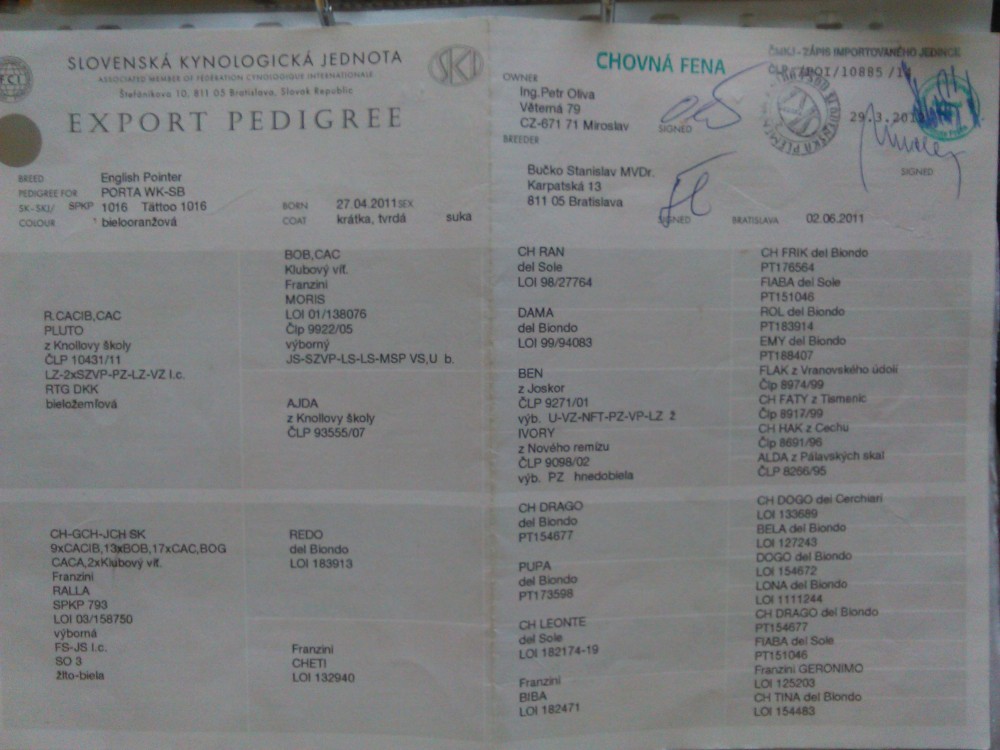 SLOVENSKÁ KYNOLOGICKÁ JEDNOTA
ASSOCIATED MEMBER OF FEDERATION CYNOLOGIQUE INTERNATIONALE
Štefánikova 10, 811 05 Bratislava, Slovak Republic
EXPORT PEDIGREE
FCI
SKJ
BREED English Pointer
PEDIGREE FOR PORTA WK-SB
SK-SKJ/ SPKP 1016 Tattoo 1016
COLOUR bielooranžová
BORN 27.04.2011 SEX
COAT krátka, tvrdá suka
CHOVNÁ FENA
ČMKJ - ZÁPIS IMPORTOVANÉHO JEDINCE
OWNER
Ing.Petr Oliva
Věterná 79
CZ-671 71 Miroslav
SIGNED
BREEDER
Bučko Stanislav MVDr.
Karpatská 13
811 05 Bratislava
SIGNED
BRATISLAVA 02.06.2011
SIGNED
R.CACIB,CAC
PLUTO
z Knollovy školy
ČLP 10431/11
LZ-2xSZVP-PZ-LZ-VZ I.c.
RTG DKK
bieložemľová
BOB,CAC
Klubový víť.
Franzini
MORIS
LOI 01/138076
Člp 9922/05
výborný
JS-SZVP-LS-LS-MSP VS,U b.
AJDA
z Knollovy školy
ČLP 93555/07
CH RAN
del Sole
LOI 98/27764
DAMA
del Biondo
LOI 99/94083
BEN
z Joskor
ČLP 9271/01
výb. U-VZ-NFT-PZ-VP-LZ ž
IVORY
z Nového remízu
ČLP 9098/02
výb. PZ hnedobiela
CH FRIK del Biondo
PT176564
FIABA del Sole
PT151046
ROL del Biondo
PT183914
EMY del Biondo
PT188407
FLAK z Vranovského údolí
Člp 8974/99
CH FATY z Tismenic
Člp 8917/99
CH HAK z Cechu
Člp 8691/96
ALDA z Pálavských skal
ČLP 8266/95
CH-GCH-JCH SK
9xCACIB,13xBOB,17xCAC,BOG
CACA,2xKlubový víť.
Franzini
RALLA
SPKP 793
LOI 03/158750
výborná
FS-JS I.c.
SO 3
žlto-biela
REDO
del Biondo
LOI 183913
Franzini
CHETI
LOI 132940
CH DRAGO
del Biondo
PT154677
PUPA
del Biondo
PT173598
CH LEONTE
del Sole
LOI 182174-19
Franzini
BIBA
LOI 182471
CH DOGO dei Cerchiari
LOI 133689
BELA del Biondo
LOI 127243
DOGO del Biondo
LOI 154672
LONA del Biondo
LOI 1111244
CH DRAGO del Biondo
PT154677
FIABA del Sole
PT151046
Franzini GERONIMO
LOI 125203
CH TINA del Biondo
LOI 154483